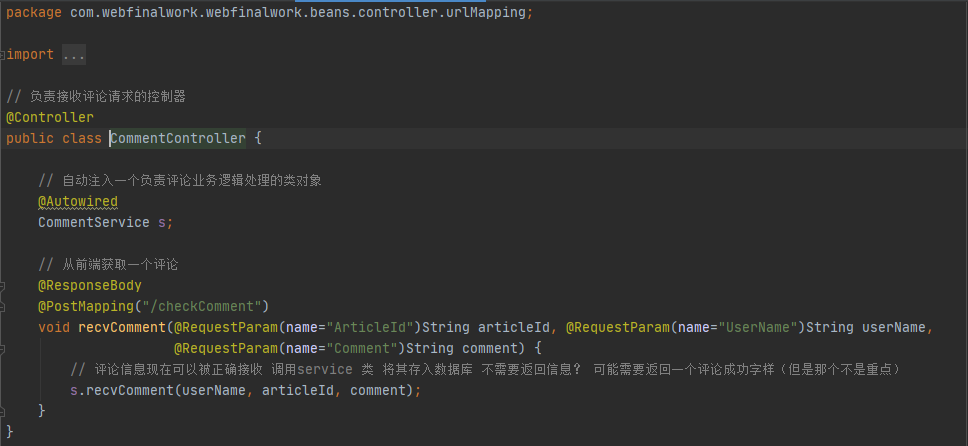 package com.webfinalwork.webfinalwork.beans.controller.urlMapping;
import ...
// 负责接收评论请求的控制器
@Controller
public class CommentController {
// 自动注入一个负责评论业务逻辑处理的类对象
@Autowired
CommentService s;
// 从前端获取一个评论
@ResponseBody
@PostMapping("/checkComment")
void recvComment(@RequestParam(name="ArticleId")String articleId, @RequestParam(name="UserName")String userName,
@RequestParam(name="Comment")String comment) {
// 评论信息现在可以被正确接收 调用service 类 将其存入数据库 不需要返回信息？ 可能需要返回一个评论成功字样（但是那个不是重点）
s.recvComment(userName, articleId, comment);
}
}